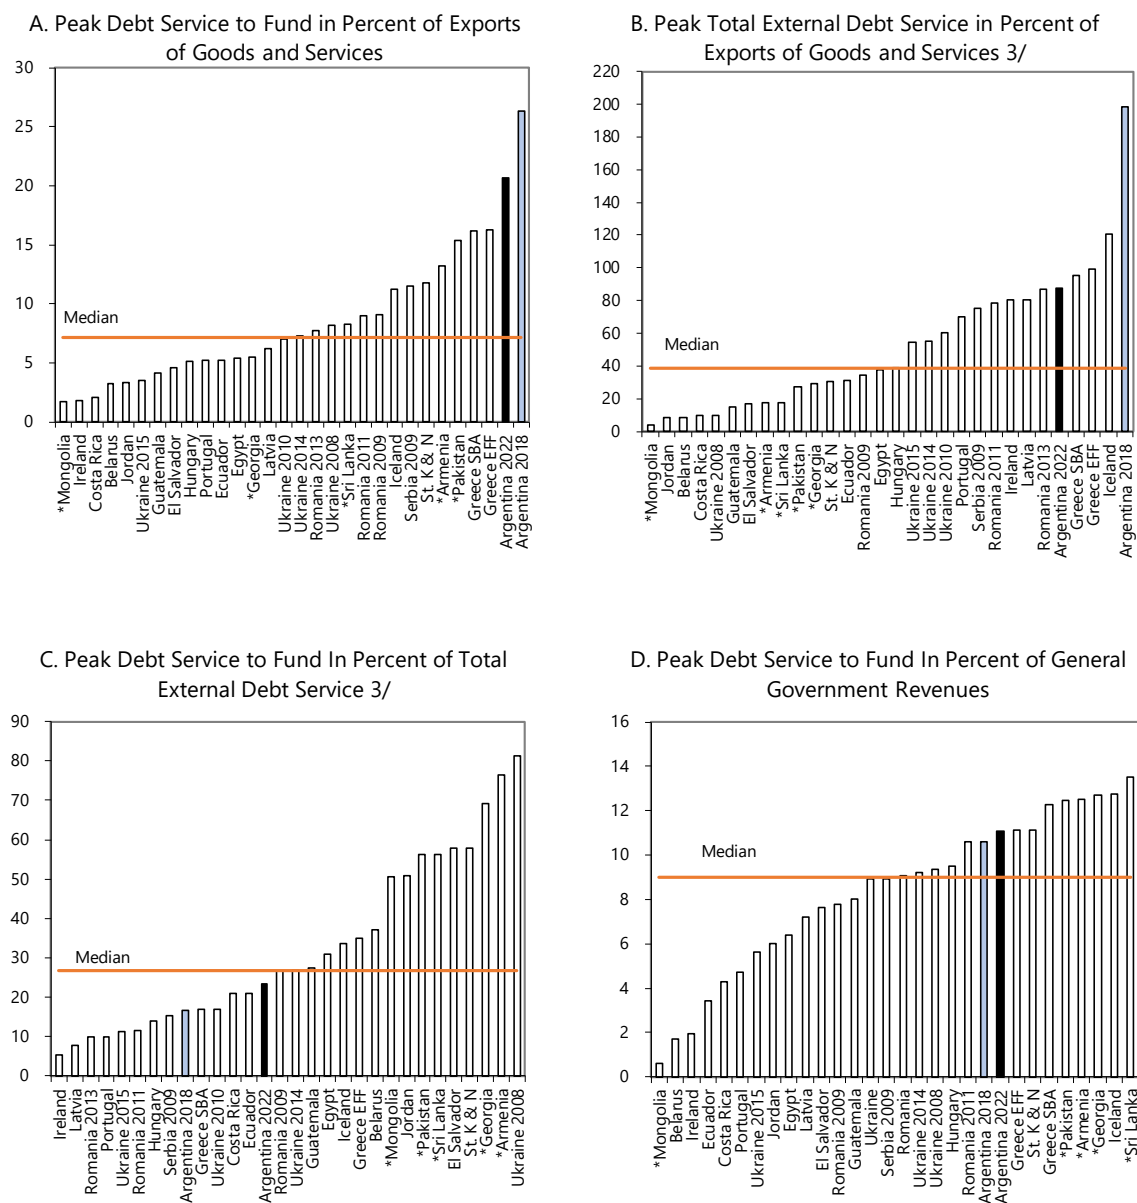 A. Peak Debt Service to Fund in Percent of Exports
of Goods and Services
30
25
20
15
10
5
0
Median
*Mongolia
Ireland
Costa Rica
Belarus
Jordan
Ukraine 2015
Guatemala
El Salvador
Hungary
Portugal
Ecuador
Egypt
*Georgia
Latvia
Ukraine 2010
Ukraine 2014
Romania 2013
Ukraine 2008
*Sri Lanka
Romania 2011
Romania 2009
Iceland
Serbia 2009
St. K & N
*Armenia
*Pakistan
Greece SBA
Greece EFF
Argentina 2022
Argentina 2018
B. Peak Total External Debt Service in Percent of
Exports of Goods and Services 3/
220
200
180
160
140
120
100
80
60
40
20
0
Median
*Mongolia
Jordan
Belarus
Costa Rica
Ukraine 2008
Guatemala
El Salvador
*Armenia
*Sri Lanka
*Pakistan
*Georgia
St. K & N
Ecuador
Romania 2009
Egypt
Hungary
Ukraine 2015
Ukraine 2014
Ukraine 2010
Portugal
Serbia 2009
Romania 2011
Ireland
Latvia
Romania 2013
Argentina 2022
Greece SBA
Greece EFF
Iceland
Argentina 2018
C. Peak Debt Service to Fund In Percent of Total
External Debt Service 3/
90
80
70
60
50
40
30
20
10
0
Median
Ireland
Latvia
Romania 2013
Portugal
Ukraine 2015
Romania 2011
Hungary
Serbia 2009
Argentina 2018
Greece SBA
Ukraine 2010
Costa Rica
Ecuador
Argentina 2022
Romania 2009
Ukraine 2014
Guatemala
Egypt
Iceland
Greece EFF
Belarus
*Mongolia
Jordan
*Pakistan
*Sri Lanka
El Salvador
St. K & N
*Georgia
*Armenia
Ukraine 2008
D. Peak Debt Service to Fund In Percent of General
Government Revenues
16
14
12
10
8
6
4
2
0
Median
*Mongolia
Belarus
Ireland
Ecuador
Costa Rica
Portugal
Ukraine 2015
Jordan
Egypt
Latvia
El Salvador
Romania 2009
Guatemala
Ukraine
Serbia 2009
Romania
Ukraine 2014
Ukraine 2008
Hungary
Romania 2011
Argentina 2018
Argentina 2022
Greece EFF
St. K & N
Greece SBA
*Pakistan
*Armenia
*Georgia
Iceland
*Sri Lanka